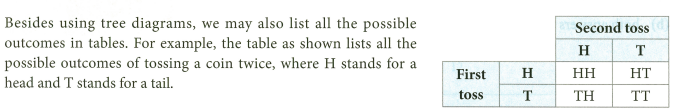 Besides using tree diagrams, we may also list all the possible
outcomes in tables. For example, the table as shown lists all the
possible outcomes of tossing a coin twice, where H stands for a
head and T stands for a tail.
Second toss
H T
First toss H HH HT
T TH TT